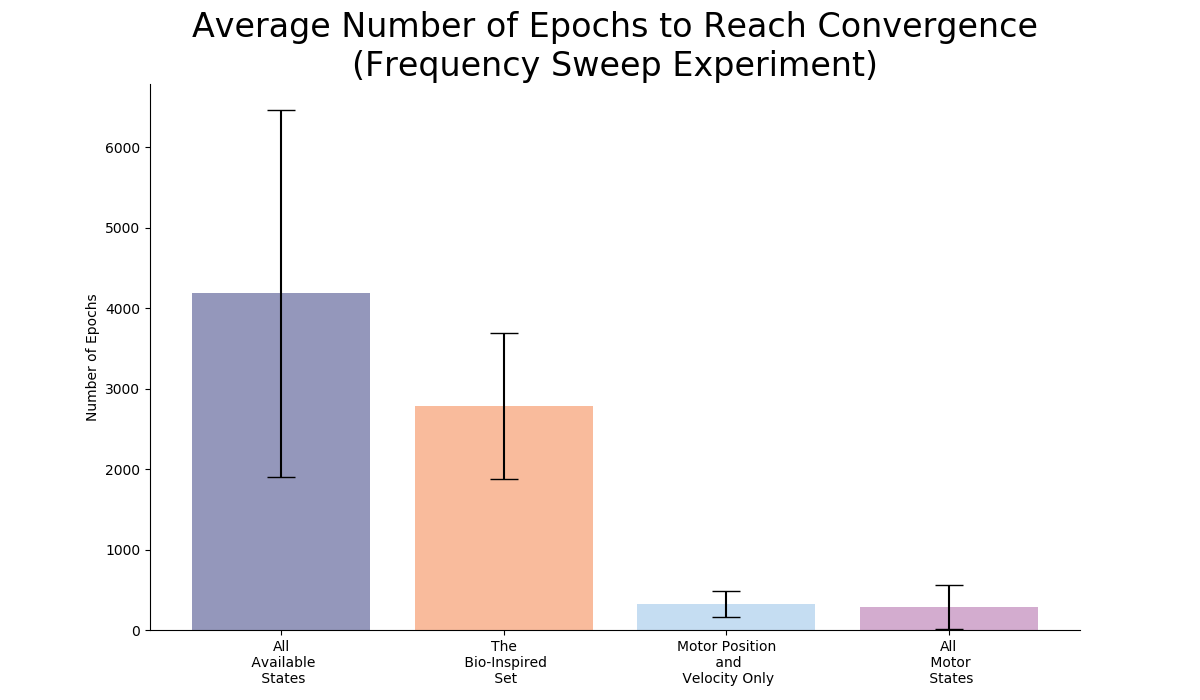 Average Number of Epochs to Reach Convergence
(Frequency Sweep Experiment)
Number of Epochs
6000
5000
4000
3000
2000
1000
0
All
Available
States
The
Bio-Inspired
Set
Motor Position
and
Velocity Only
All
Motor
States